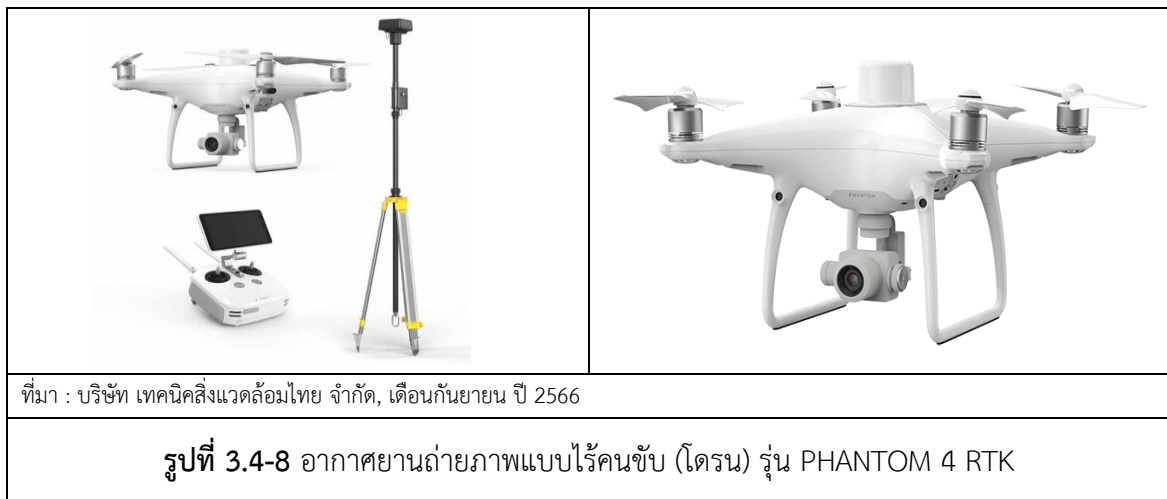 PHANTOM
ที่มา : บริษัท เทคนิคสิ่งแวดล้อมไทย จำกัด, เดือนกันยายน ปี 2566
รูปที่ 3.4-8 อากาศยานถ่ายภาพแบบไร้คนขับ (โดรน) รุ่น PHANTOM 4 RTK